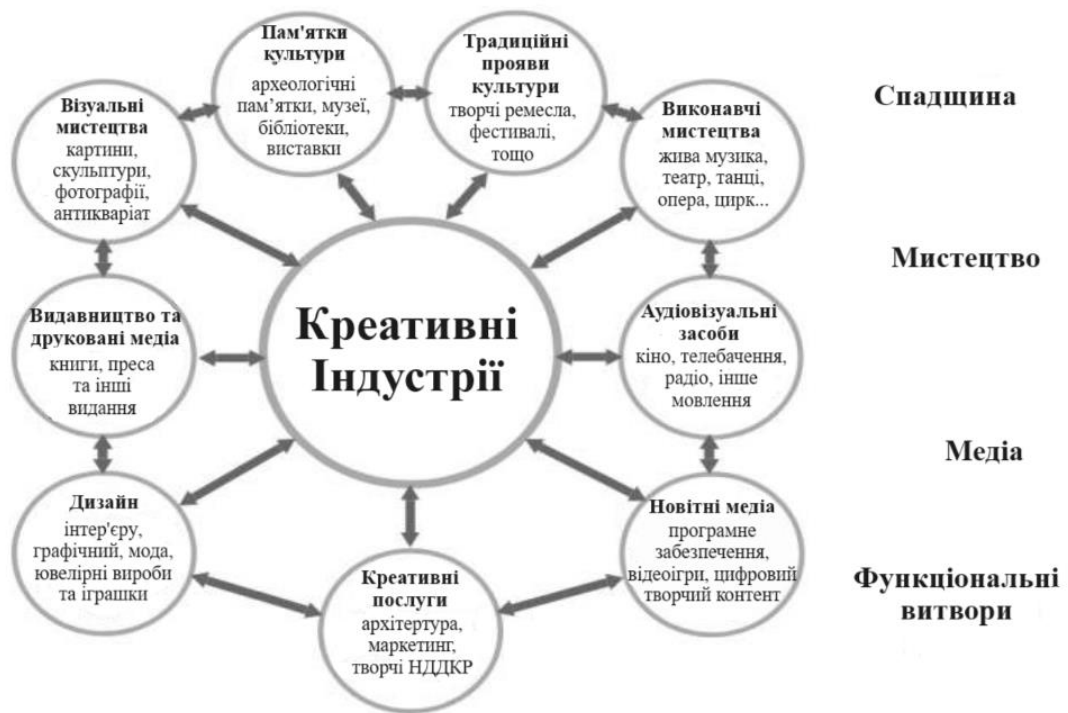 Пам'ятки
культури
археологічні
пам’ятки, музеї,
бібліотеки,
виставки
Традиційні
прояви
культури
творчі ремесла,
фестивалі,
тощо
Спадщина
Візуальні
мистецтва
картини,
скульптури,
фотографії,
антикваріат
Виконавчі
мистецтва
жива музика,
театр, танці,
опера, цирк...
Мистецтво
Креативні
Індустрії
Видавництво та
друковані медіа
книги, преса
та інші
видання
Аудіовізуальні
засоби
кіно, телебачення,
радіо, інше
мовлення
Медіа
Дизайн
інтер'єру,
графічний, мода,
ювелірні вироби
та іграшки
Креативні
послуги
архітертура,
маркетинг,
творчі НДДКР
Новітні медіа
програмне
забезпечення,
відеоігри, цифровий
творчий контент
Функціональні
витвори